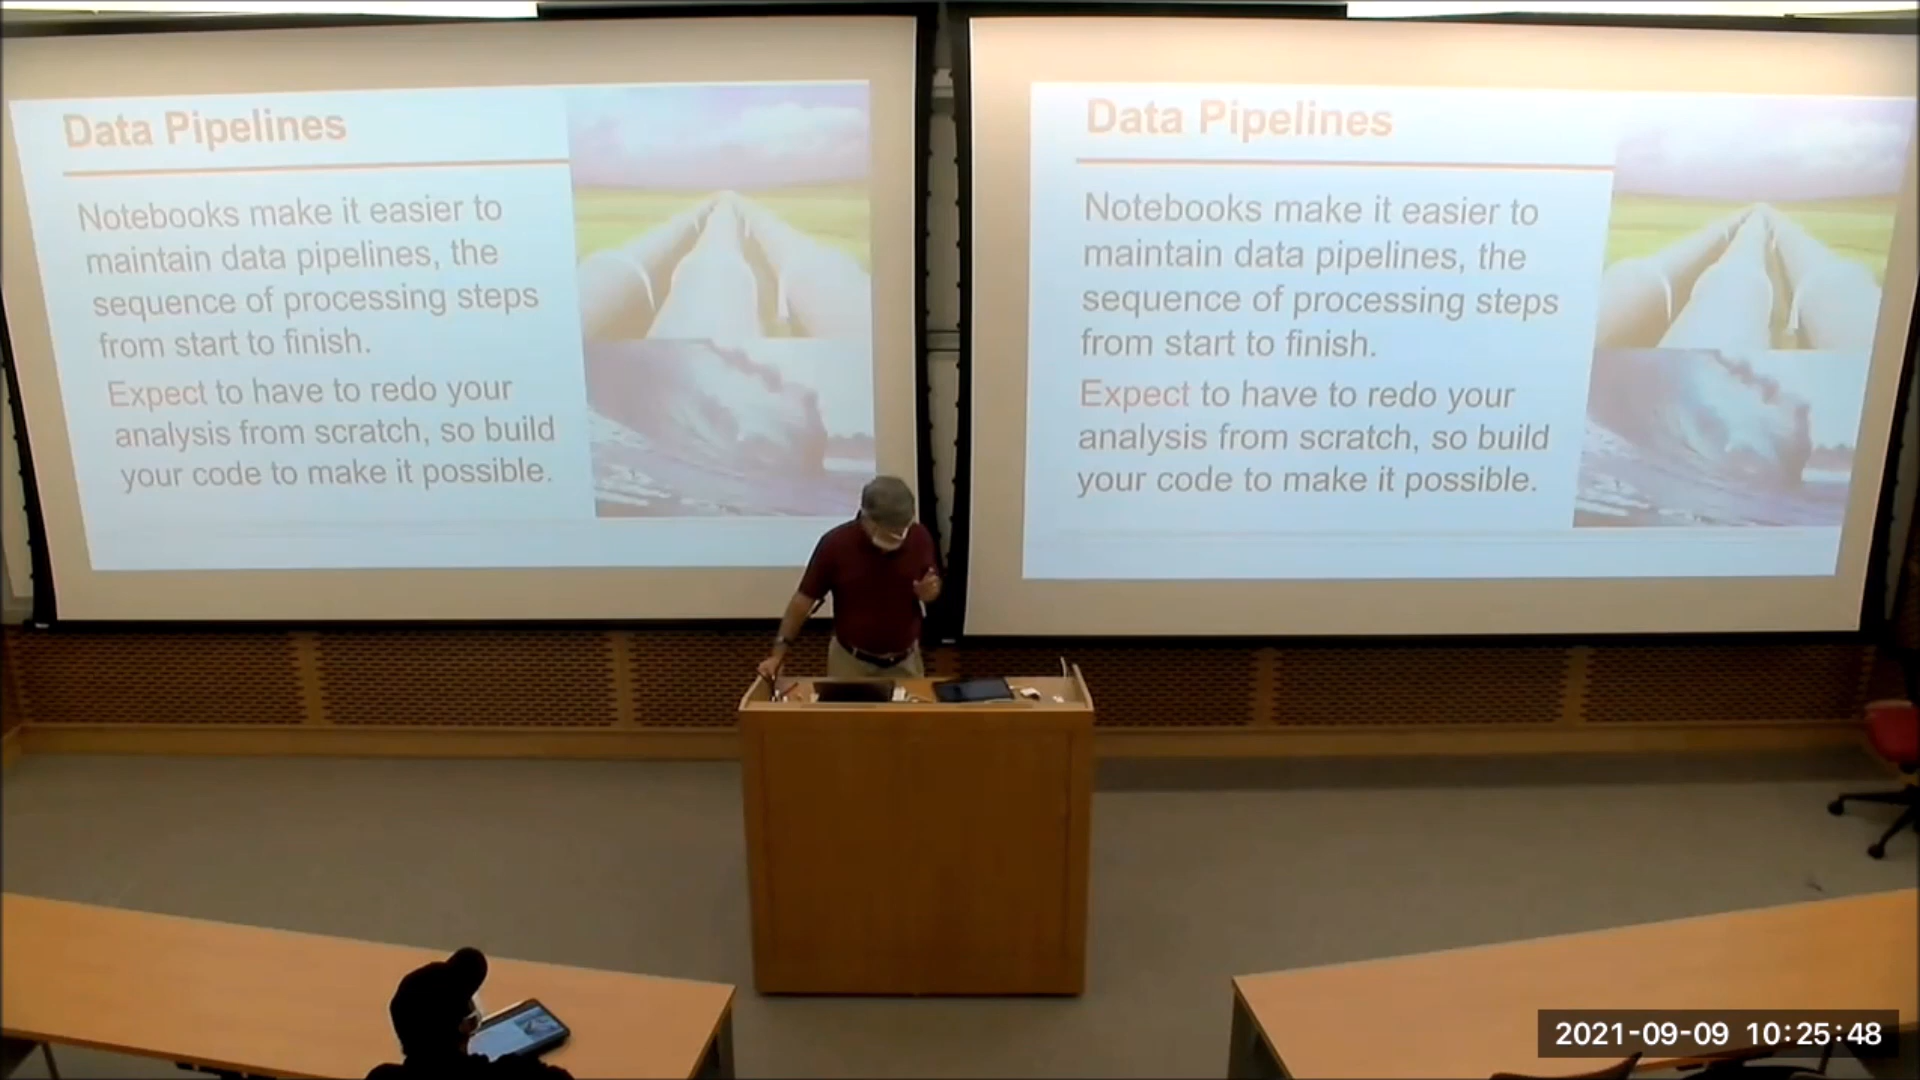 Data Pipelines
Notebooks make it easier to
maintain data pipelines, the
sequence of processing steps
from start to finish.
Expect to have to redo your
analysis from scratch, so build
your code to make it possible.
Data Pipelines
Notebooks make it easier to
maintain data pipelines, the
sequence of processing steps
from start to finish.
Expect to have to redo your
analysis from scratch, so build
your code to make it possible.
2021-09-09 10:25:48